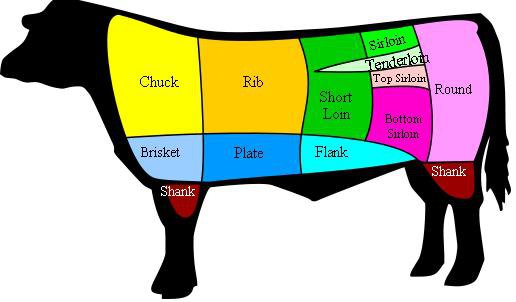 Sirloin
Tenderloin
Chuck
Rib
Top Sirloin
Short
Loin
Round
Bottom
Sirloin
Brisket
Plate
Flank
Shank
Shank